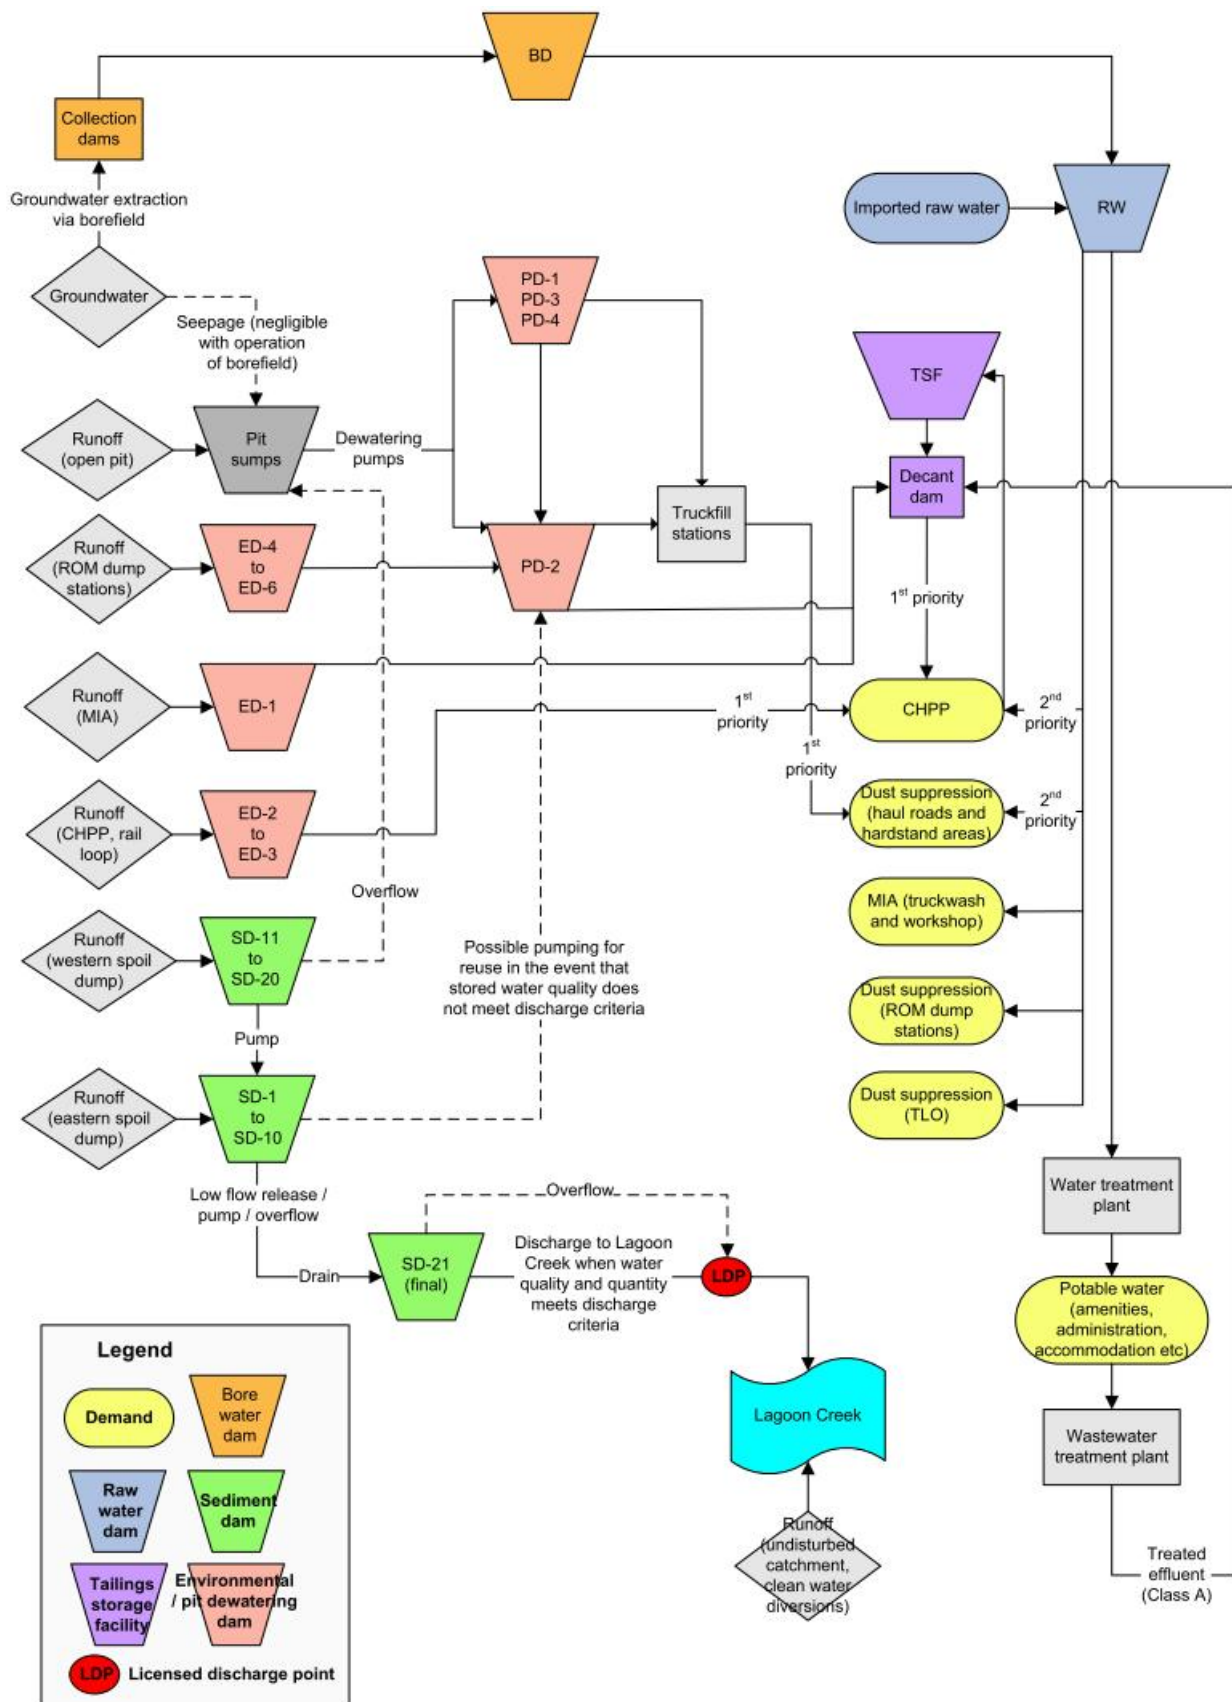 BD
Collection
dams
Groundwater extraction
via borefield
Imported raw water
RW
Groundwater
Seepage (negligible
with operation
of borefield)
PD-1
PD-3
PD-4
TSF
Runoff
(open pit)
Pit
sumps
Dewatering
pumps
Decant
dam
Truckfill
stations
Runoff
(ROM dump
stations)
ED-4
to
ED-6
PD-2
1st priority
Runoff
(MIA)
ED-1
1st
priority
CHPP
2nd
priority
1st
priority
Runoff
(CHPP, rail
loop)
ED-2
to
ED-3
Dust suppression
(haul roads and
hardstand areas)
2nd
priority
Overflow
MIA (truckwash
and workshop)
Runoff
(western spoil
dump)
SD-11
to
SD-20
Possible pumping for
reuse in the event that
stored water quality does
not meet discharge criteria
Dust suppression
(ROM dump
stations)
Pump
Runoff
(eastern spoil
dump)
SD-1
to
SD-10
Dust suppression
(TLO)
Low flow release /
pump / overflow
Overflow
Water treatment
plant
Drain
SD-21
(final)
Discharge to Lagoon
Creek when water
quality and quantity
meets discharge
criteria
LDP
Potable water
(amenities,
administration,
accommodation etc)
Lagoon Creek
Wastewater
treatment plant
Runoff
(undisturbed
catchment,
clean water
diversions)
Treated
effluent
(Class A)
Legend
Demand
Bore
water
dam
Raw
water
dam
Sediment
dam
Tailings
storage
facility
Environmental
/ pit dewatering
dam
LDP
Licensed discharge point